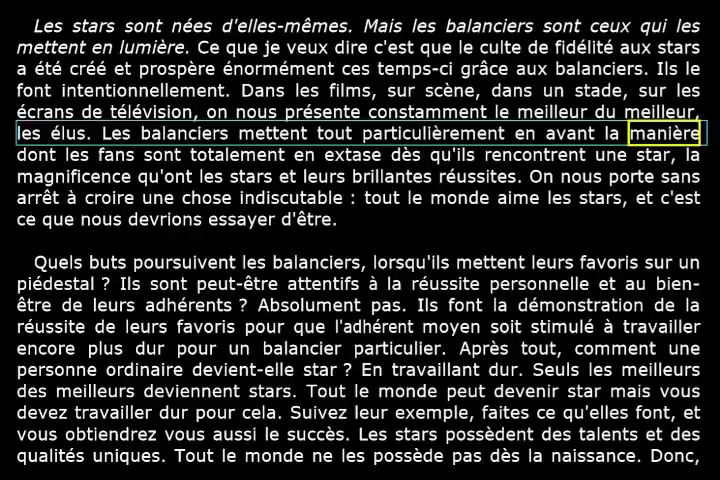 Les stars sont nées d'elles-mêmes. Mais les balanciers sont ceux qui les
mettent en lumière. Ce que je veux dire c'est que le culte de fidélité aux stars
a été créé et prospère énormément ces temps-ci grâce aux balanciers. Ils le
font intentionnellement. Dans les films, sur scène, dans un stade, sur les
écrans de télévision, on nous présente constamment le meilleur du meilleur,
les élus. Les balanciers mettent tout particulièrement en avant la manière
dont les fans sont totalement en extase dès qu'ils rencontrent une star, la
magnificence qu'ont les stars et leurs brillantes réussites. On nous porte sans
arrêt à croire une chose indiscutable : tout le monde aime les stars, et c'est
ce que nous devrions essayer d'être.
Quels buts poursuivent les balanciers, lorsqu'ils mettent leurs favoris sur un
piédestal ? Ils sont peut-être attentifs à la réussite personnelle et au bien-
être de leurs adhérents ? Absolument pas. Ils font la démonstration de la
réussite de leurs favoris pour que l'adhérent moyen soit stimulé à travailler
encore plus dur pour un balancier particulier. Après tout, comment une
personne ordinaire devient-elle star ? En travaillant dur. Seuls les meilleurs
des meilleurs deviennent stars. Tout le monde peut devenir star mais vous
devez travailler dur pour cela. Suivez leur exemple, faites ce qu'elles font, et
vous obtiendrez vous aussi le succès. Les stars possèdent des talents et des
qualités uniques. Tout le monde ne les possède pas dès la naissance. Donc,